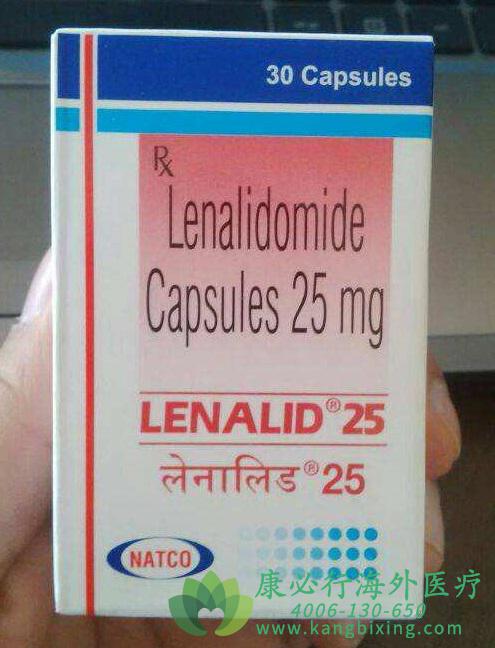 30 Capsules
Rx
Lenalidomide
Capsules 25 mg
LENALID® 25
लेनालिड® 25
NATCO
康必行海外医疗
4006-130-650
www.kangbixing.com